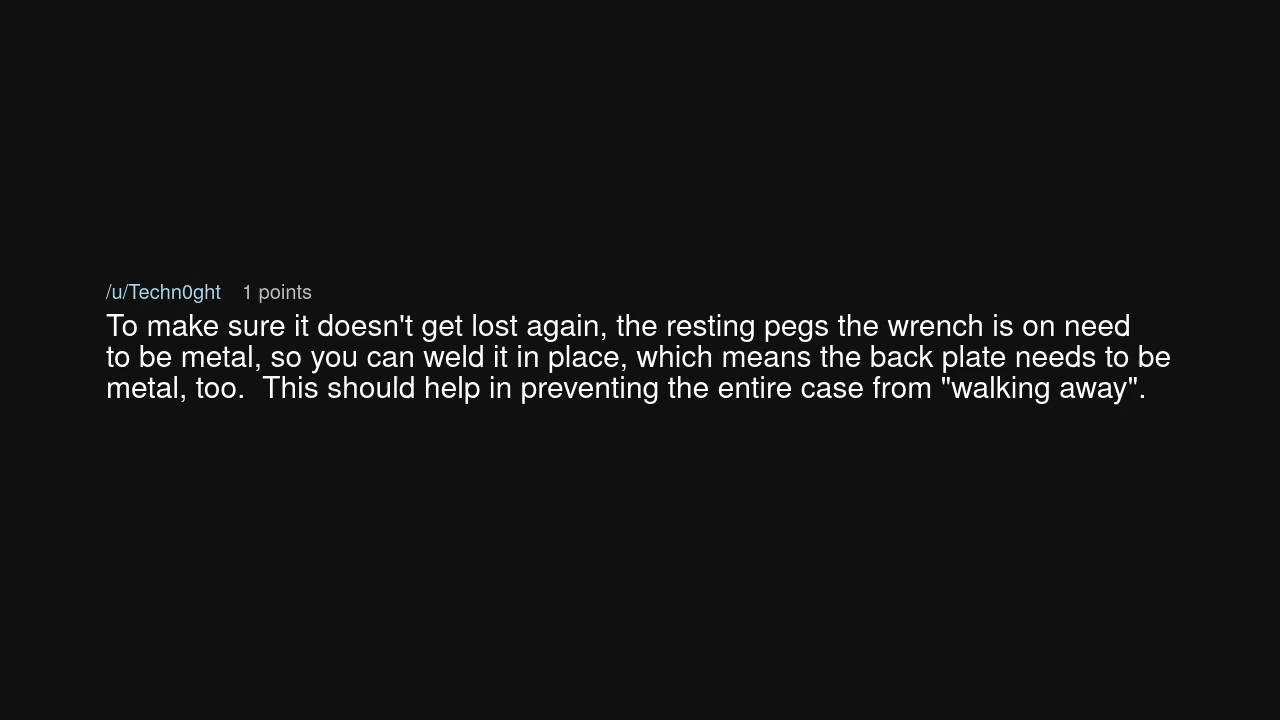 /u/Techn0ght 1 points
To make sure it doesn't get lost again, the resting pegs the wrench is on need
to be metal, so you can weld it in place, which means the back plate needs to be
metal, too.  This should help in preventing the entire case from "walking away".